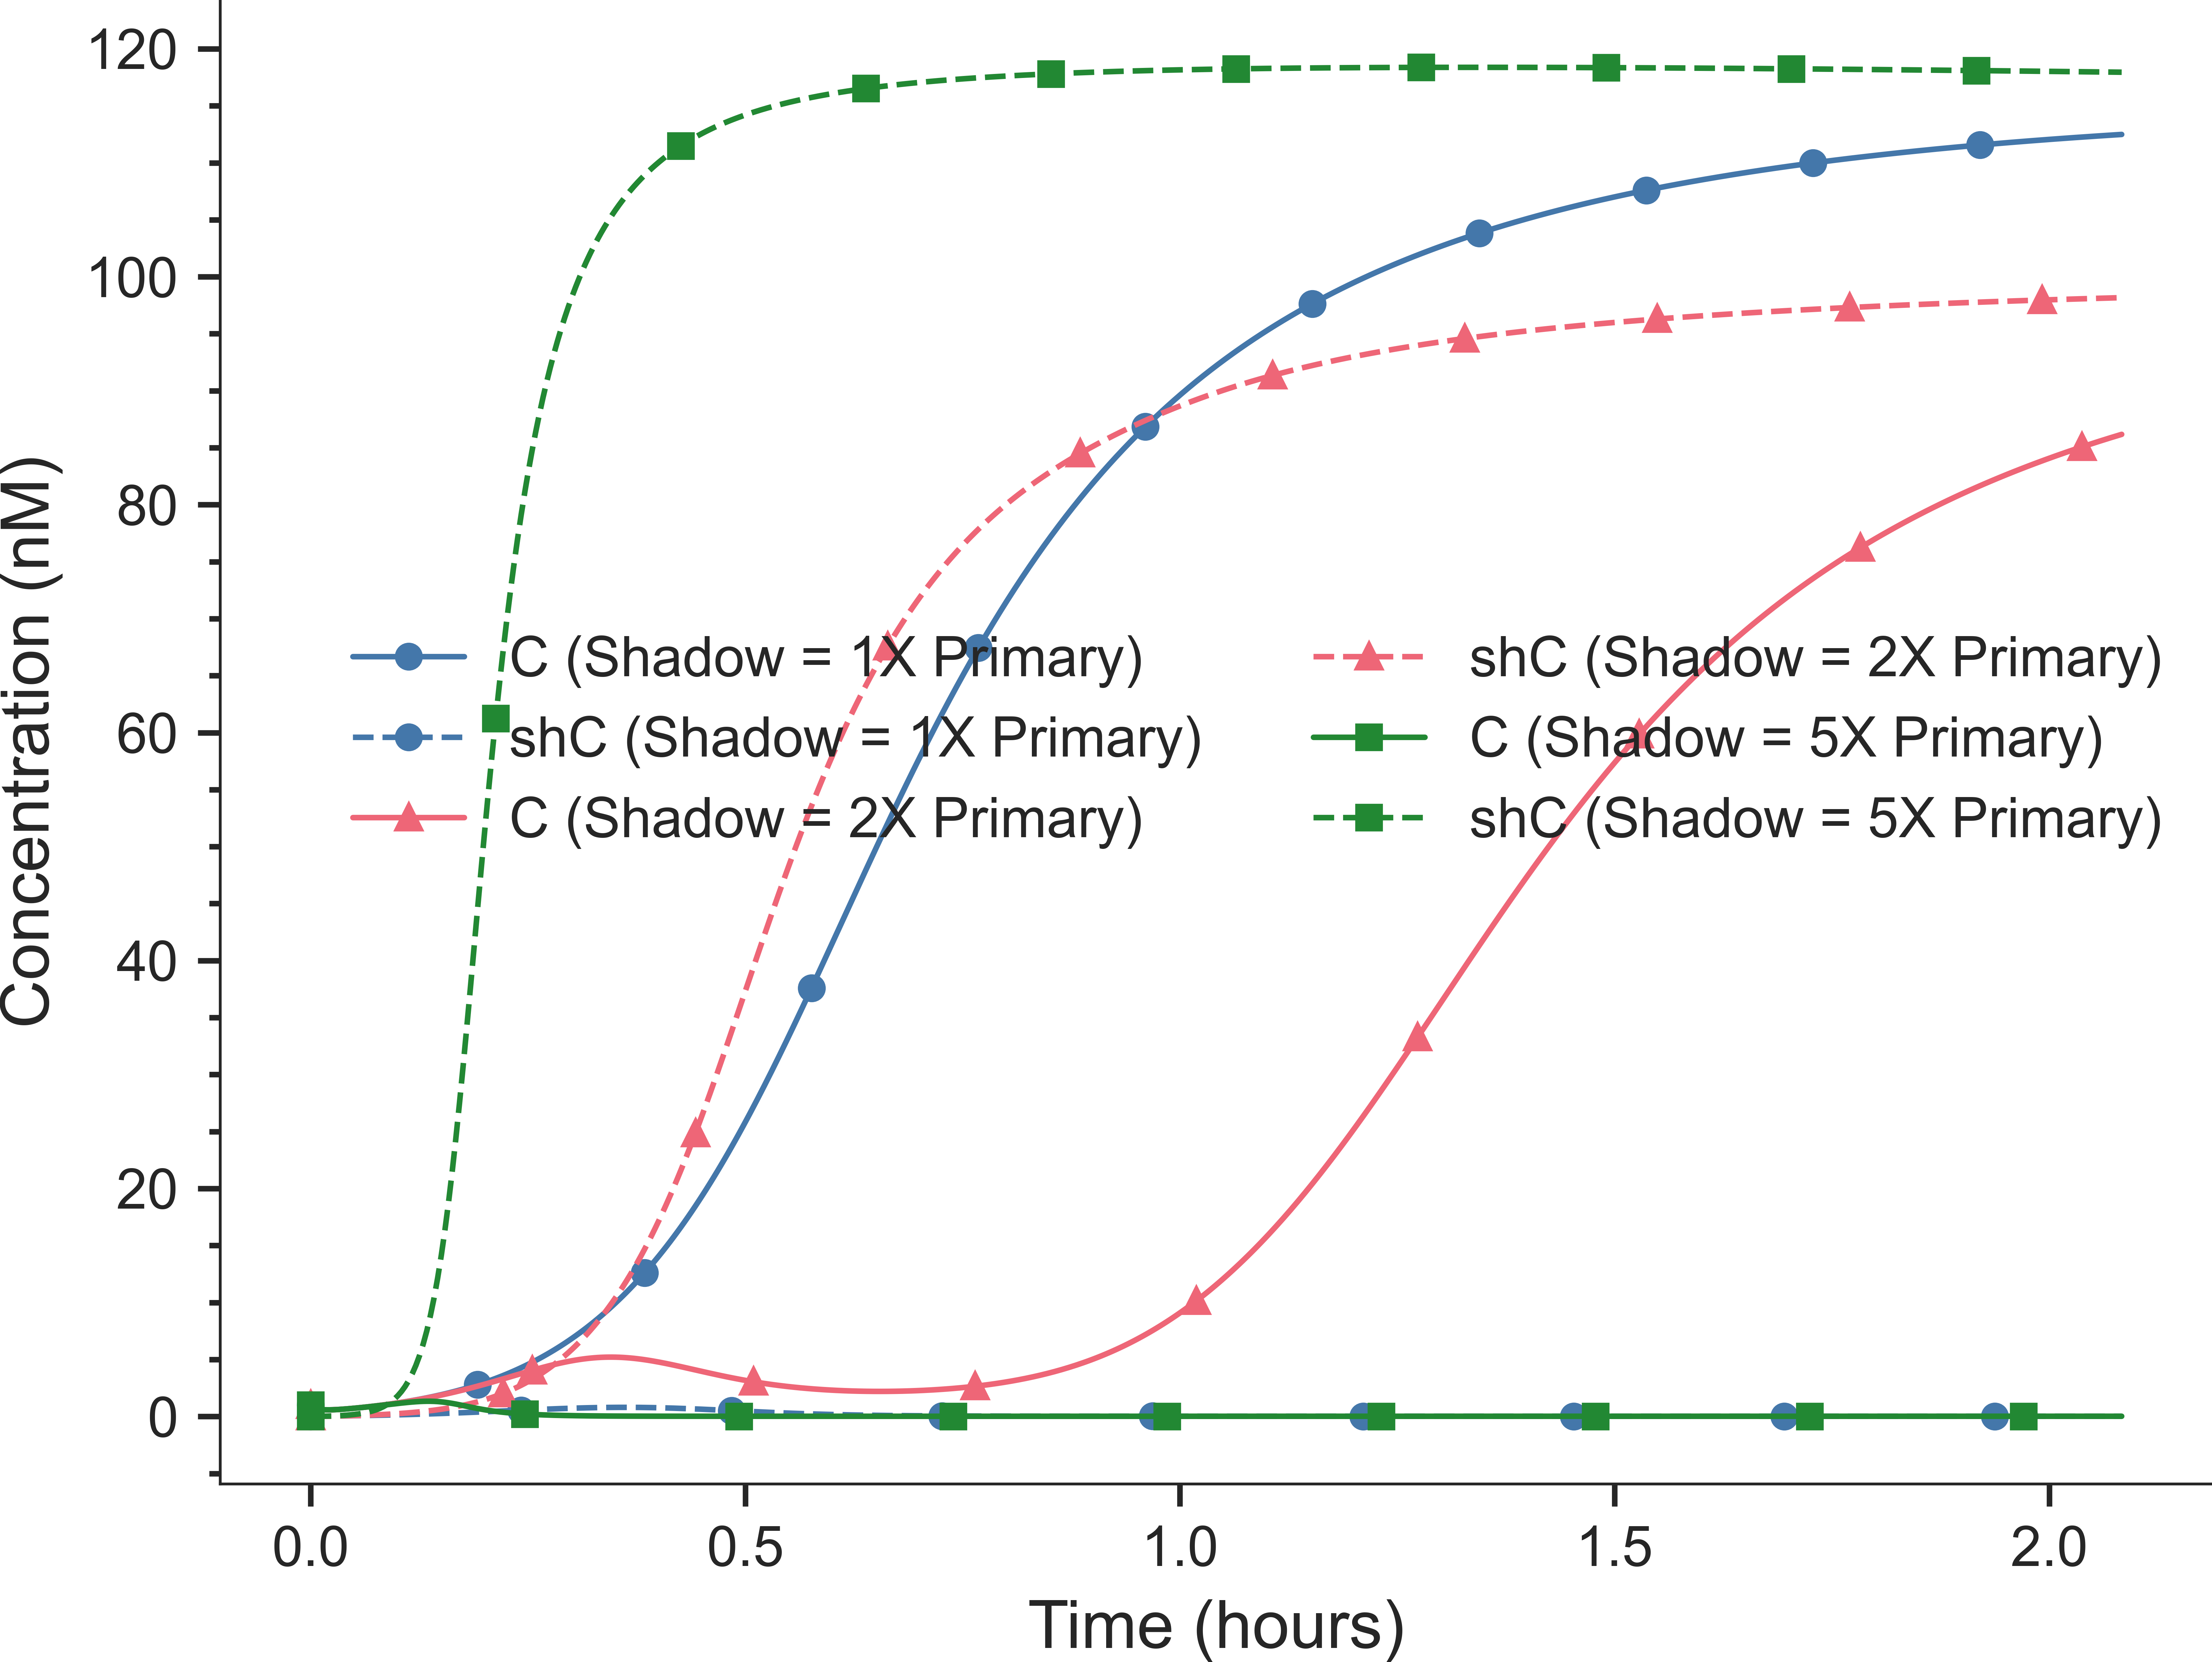 120
100
80
60
40
20
0
Concentration (nM)
C (Shadow = 1X Primary)
shC (Shadow = 1X Primary)
C (Shadow = 2X Primary)
shC (Shadow = 2X Primary)
C (Shadow = 5X Primary)
shC (Shadow = 5X Primary)
0.0 0.5 1.0 1.5 2.0
Time (hours)